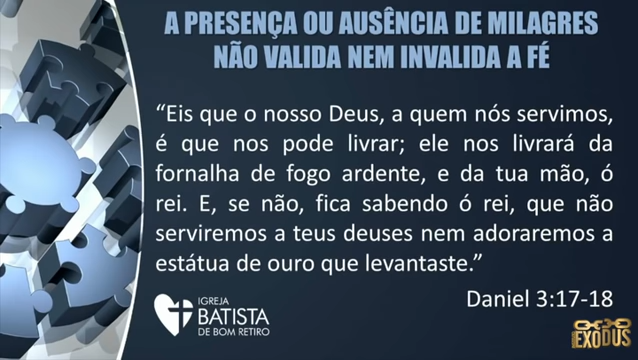 A PRESENÇA OU AUSÊNCIA DE MILAGRES
NÃO VALIDA NEM INVALIDA A FÉ
“Eis que o nosso Deus, a quem nós servimos,
é que nos pode livrar; ele nos livrará da
fornalha de fogo ardente, e da tua mão, ó
rei. E, se não, fica sabendo ó rei, que não
serviremos a teus deuses nem adoraremos a
estátua de ouro que levantaste.”
Daniel 3:17-18
IGREJA
BATISTA
DE BOM RETIRO
EXODUS